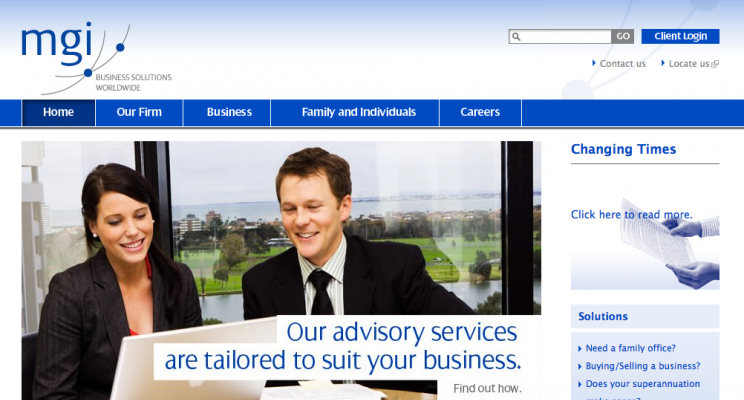 mgi
BUSINESS SOLUTIONS
WORLDWIDE
GO
Client Login
Contact us
Locate us
Home
Our Firm
Business
Family and Individuals
Careers
Our advisory services
are tailored to suit your business.
Find out how.
Changing Times
Click here to read more.
Solutions
Need a family office?
Buying/Selling a business?
Does your superannuation